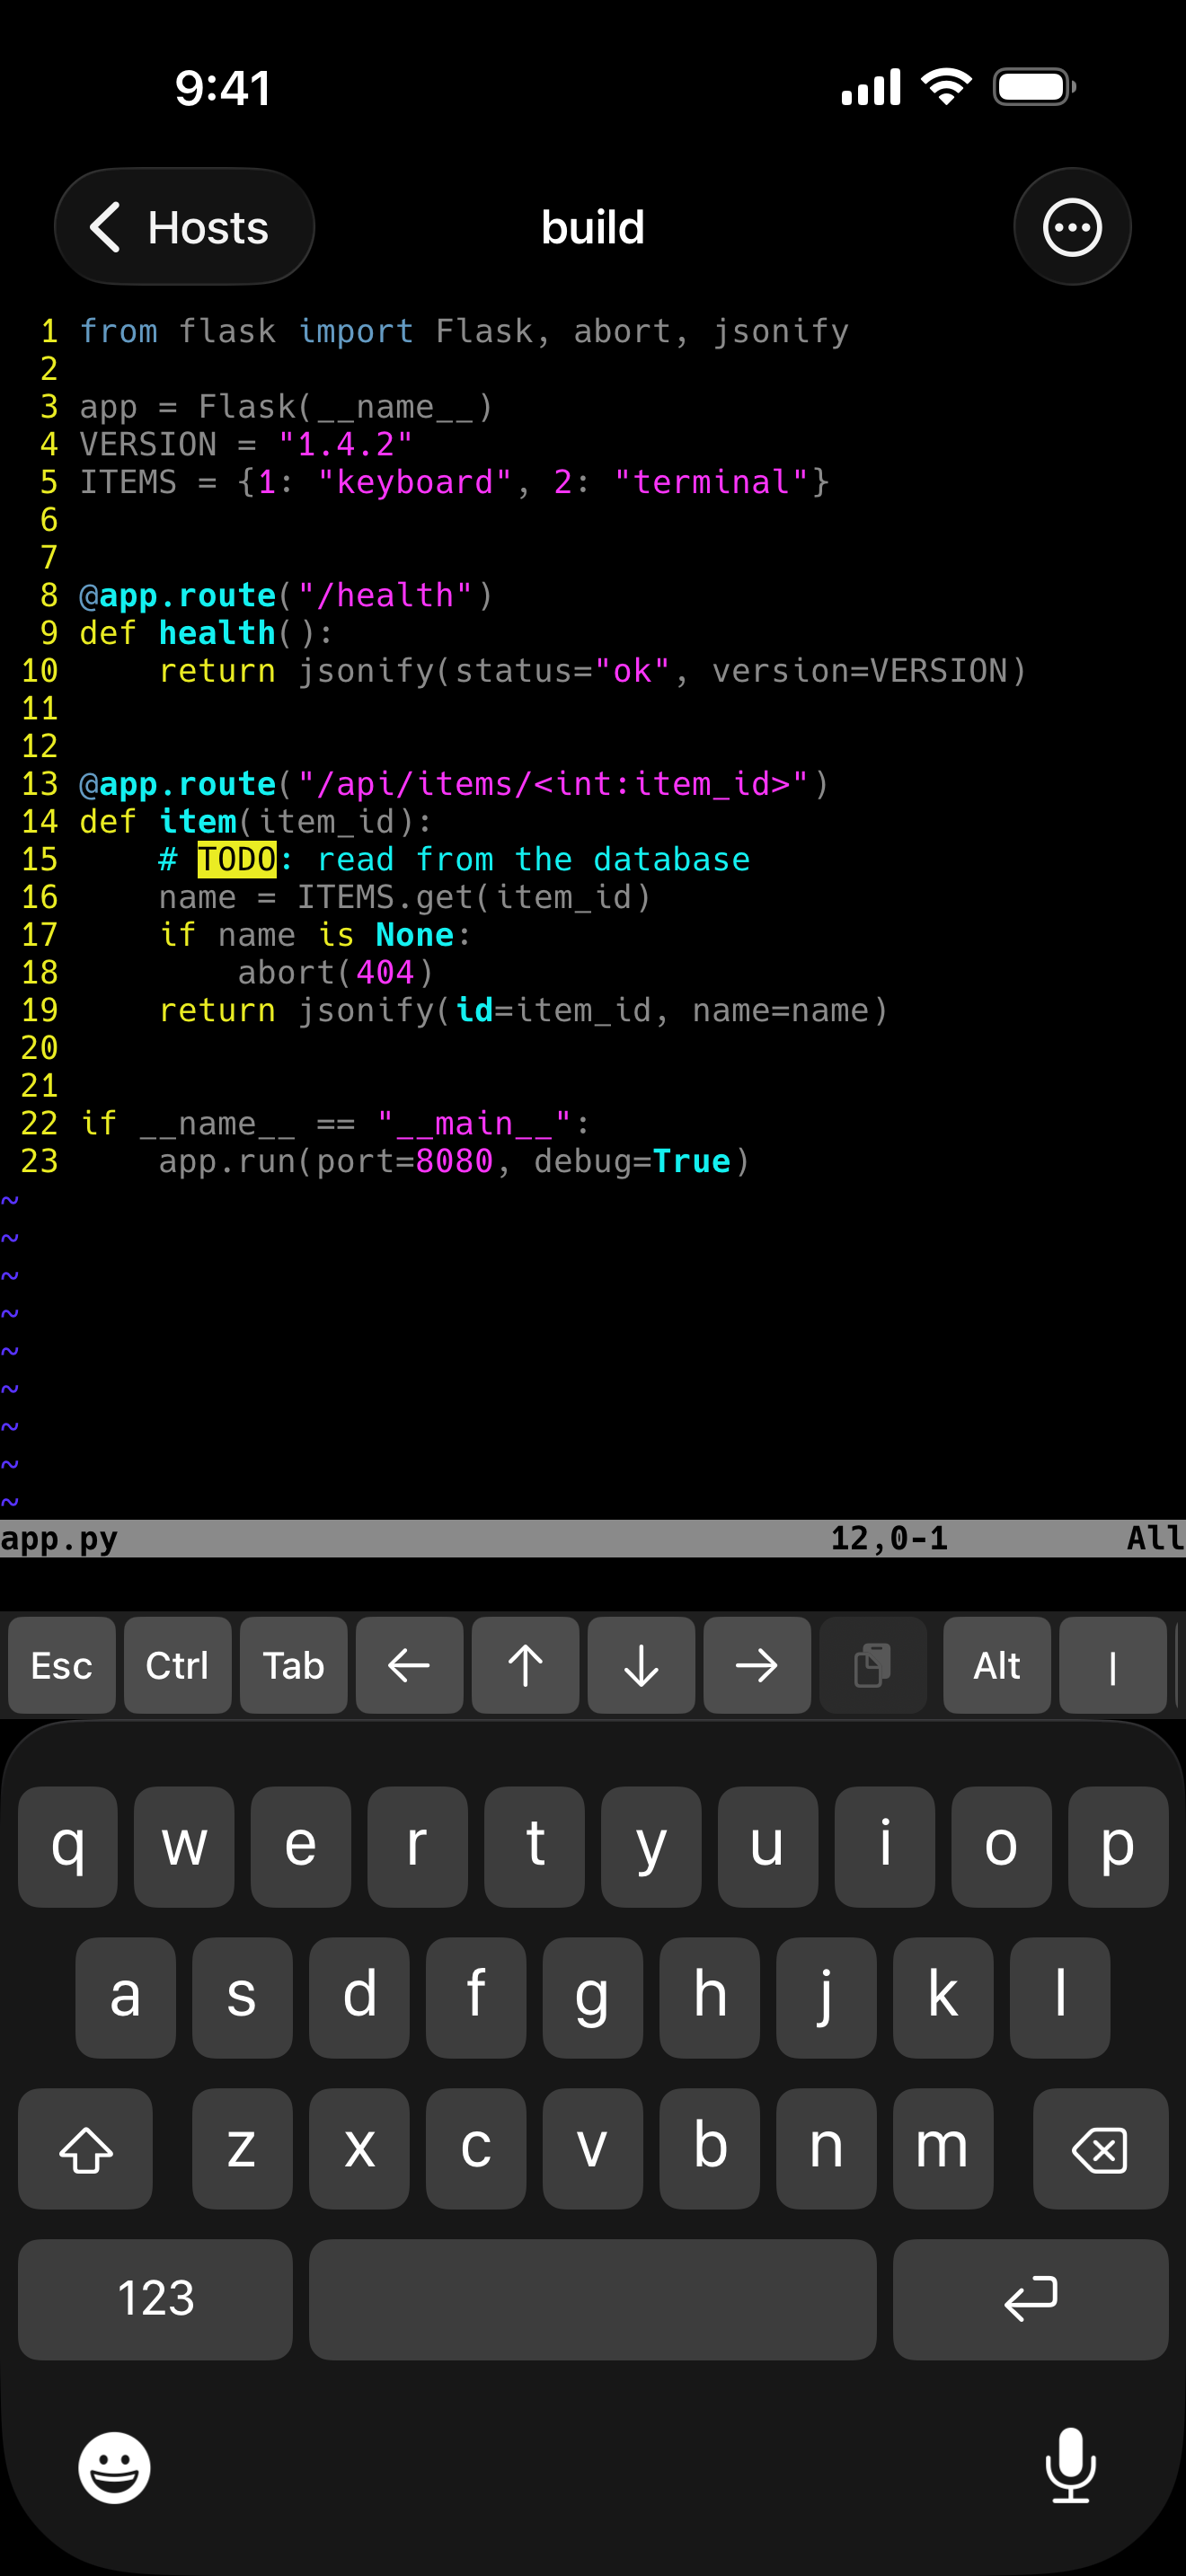 9:41
Hosts
build
1 from flask import Flask, abort, jsonify
2
3 app = Flask(__name__)
4 VERSION = "1.4.2"
5 ITEMS = {1: "keyboard", 2: "terminal"}
6
7
8 @app.route("/health")
9 def health():
10     return jsonify(status="ok", version=VERSION)
11
12
13 @app.route("/api/items/<int:item_id>")
14 def item(item_id):
15     # TODO: read from the database
16     name = ITEMS.get(item_id)
17     if name is None:
18         abort(404)
19     return jsonify(id=item_id, name=name)
20
21
22 if __name__ == "__main__":
23     app.run(port=8080, debug=True)
~
~
~
~
~
~
~
~
~
app.py 12,0-1 All
Esc Ctrl Tab ← ↑ ↓ → Alt |
q w e r t y u i o p
a s d f g h j k l
z x c v b n m
123